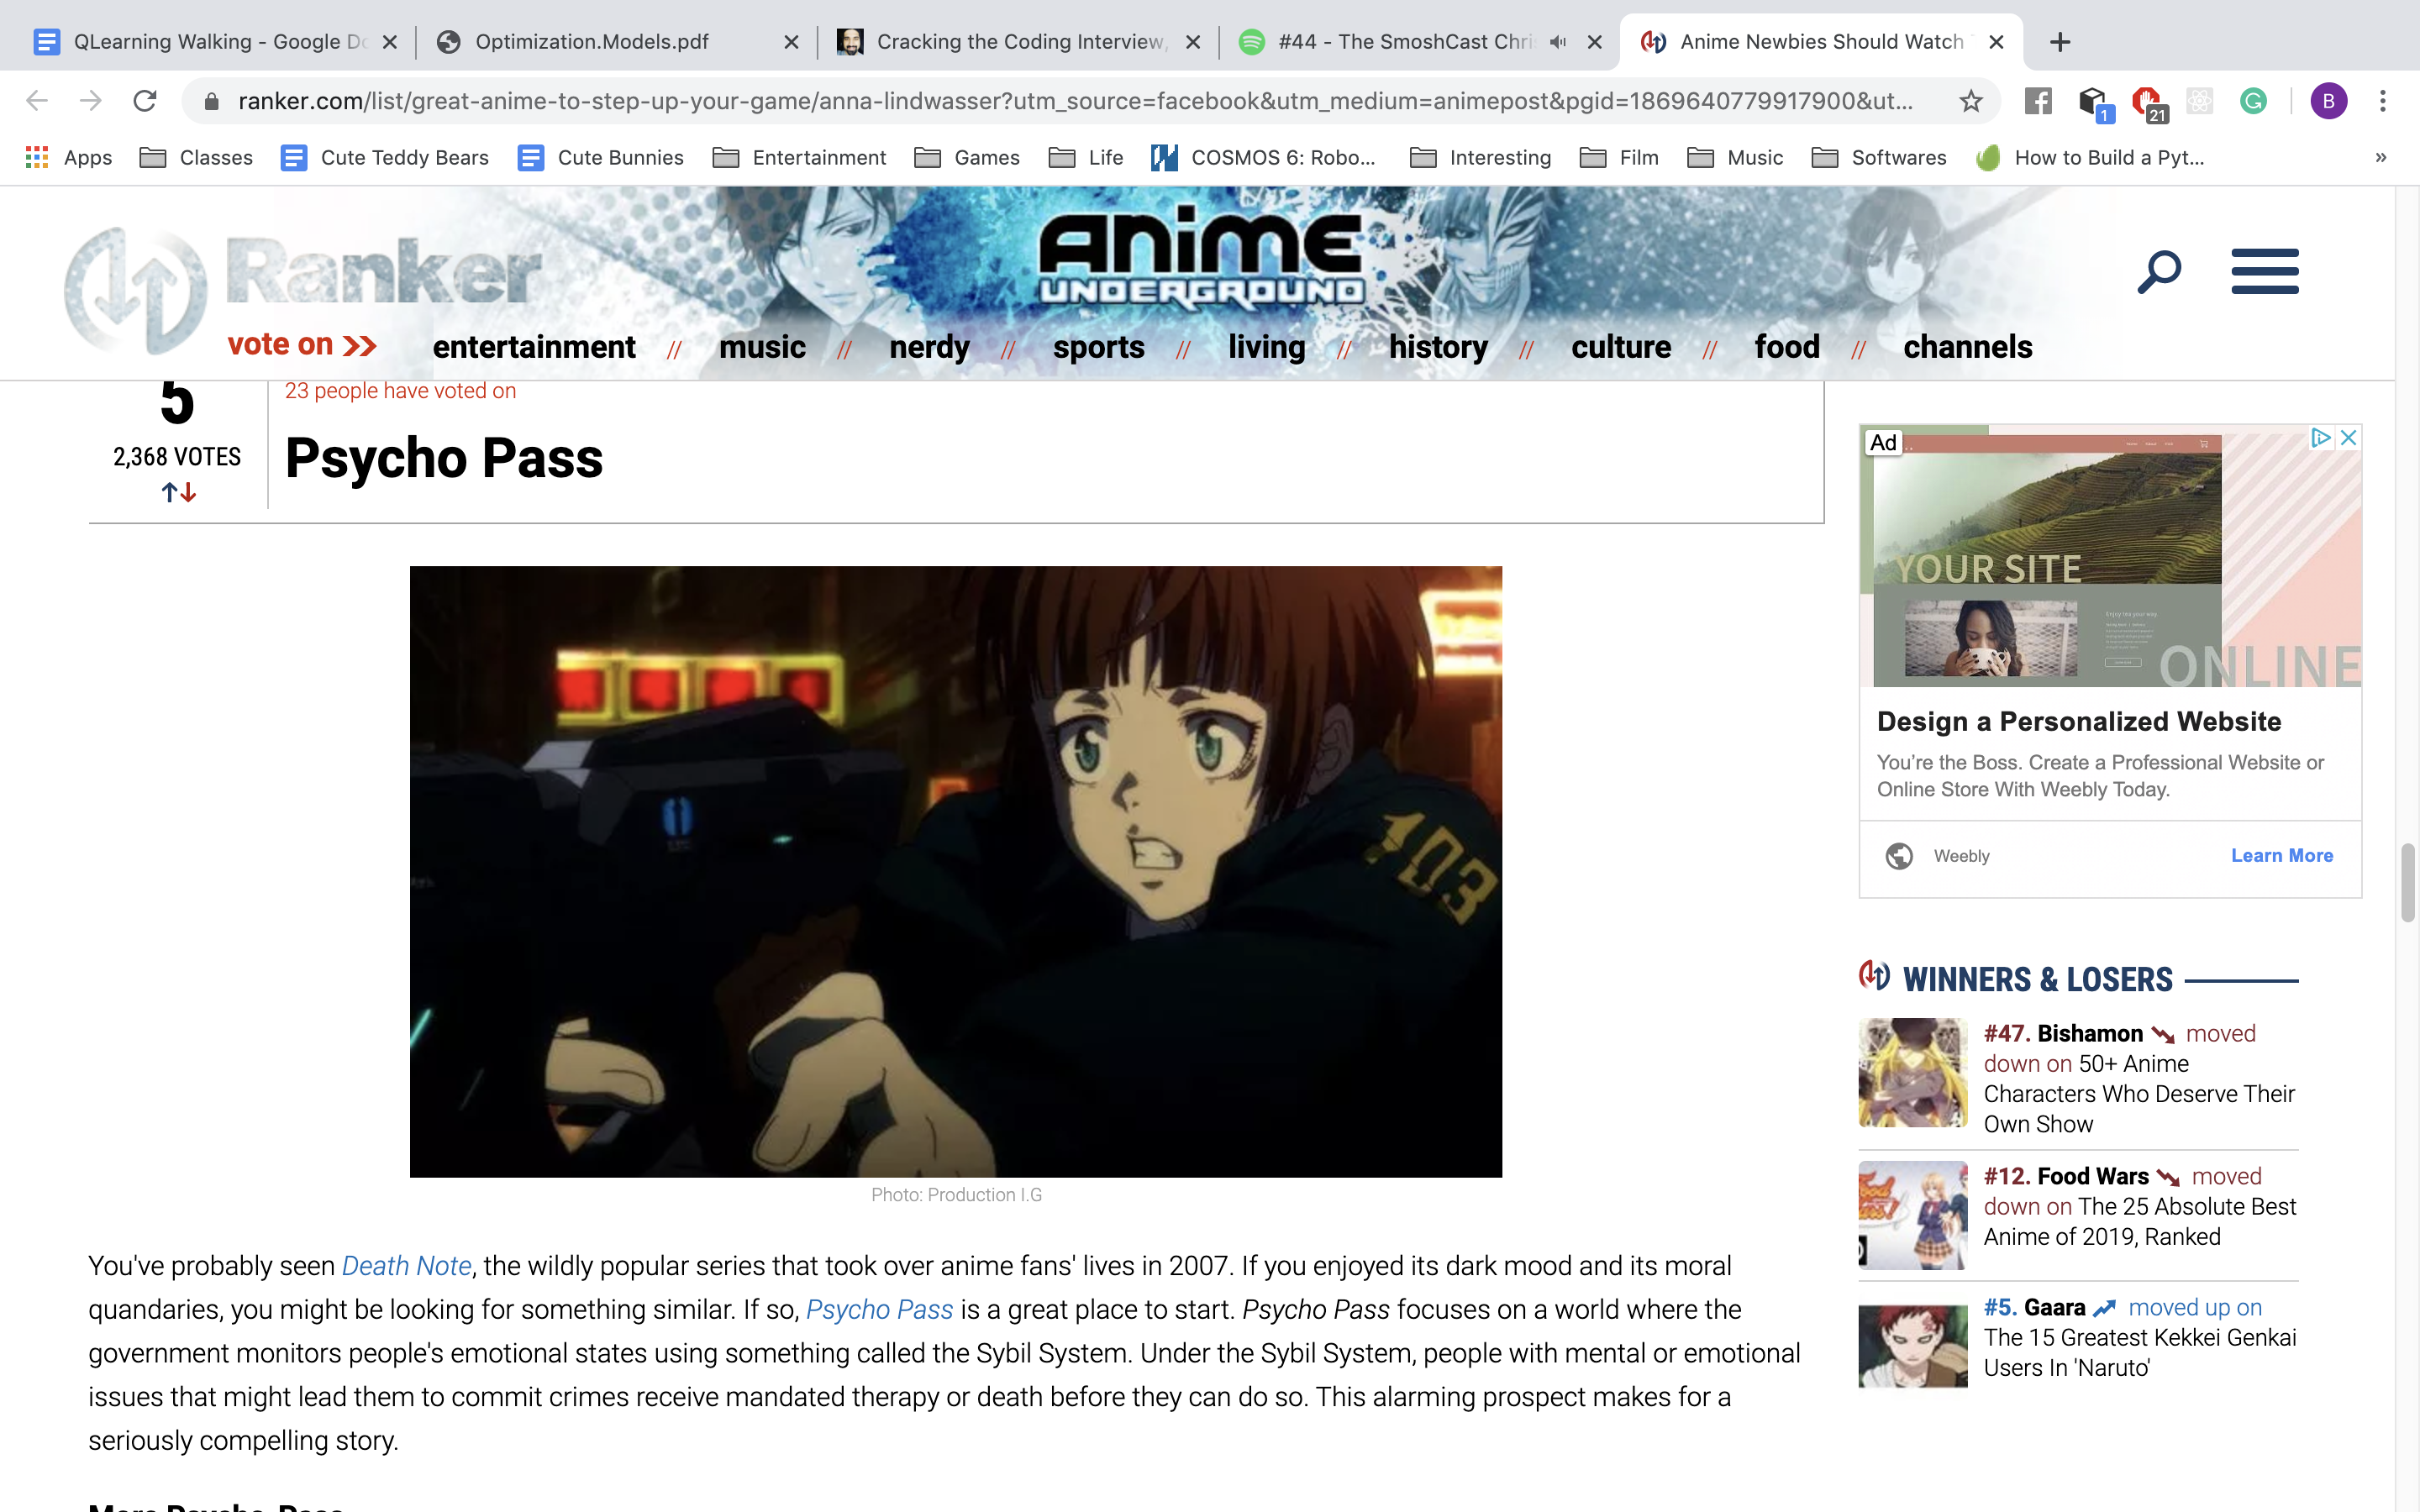 QLearning Walking - Google Do
Optimization.Models.pdf
Cracking the Coding Interview,
#44 - The SmoshCast Chri
Anime Newbies Should Watch
ranker.com/list/great-anime-to-step-up-your-game/anna-lindwasser?utm_source=facebook&utm_medium=animepost&pgid=1869640779917900&ut...
1
21
B
Apps
Classes
Cute Teddy Bears
Cute Bunnies
Entertainment
Games
Life
COSMOS 6: Robo...
Interesting
Film
Music
Softwares
How to Build a Pyt...
»
Ranker
ANIME
UNDERGROUND
vote on >>
entertainment // music // nerdy // sports // living // history // culture // food // channels
5
2,368 VOTES
23 people have voted on
Psycho Pass
103
Photo: Production I.G
You've probably seen Death Note, the wildly popular series that took over anime fans' lives in 2007. If you enjoyed its dark mood and its moral
quandaries, you might be looking for something similar. If so, Psycho Pass is a great place to start. Psycho Pass focuses on a world where the
government monitors people's emotional states using something called the Sybil System. Under the Sybil System, people with mental or emotional
issues that might lead them to commit crimes receive mandated therapy or death before they can do so. This alarming prospect makes for a
seriously compelling story.
More Psycho-Pass
Ad
YOUR SITE
Enjoy tea your way
ONLINE
Design a Personalized Website
You're the Boss. Create a Professional Website or
Online Store With Weebly Today.
Weebly
Learn More
WINNERS & LOSERS
#47. Bishamon moved
down on 50+ Anime
Characters Who Deserve Their
Own Show
Food
Wars!
#12. Food Wars moved
down on The 25 Absolute Best
Anime of 2019, Ranked
#5. Gaara moved up on
The 15 Greatest Kekkei Genkai
Users In 'Naruto'